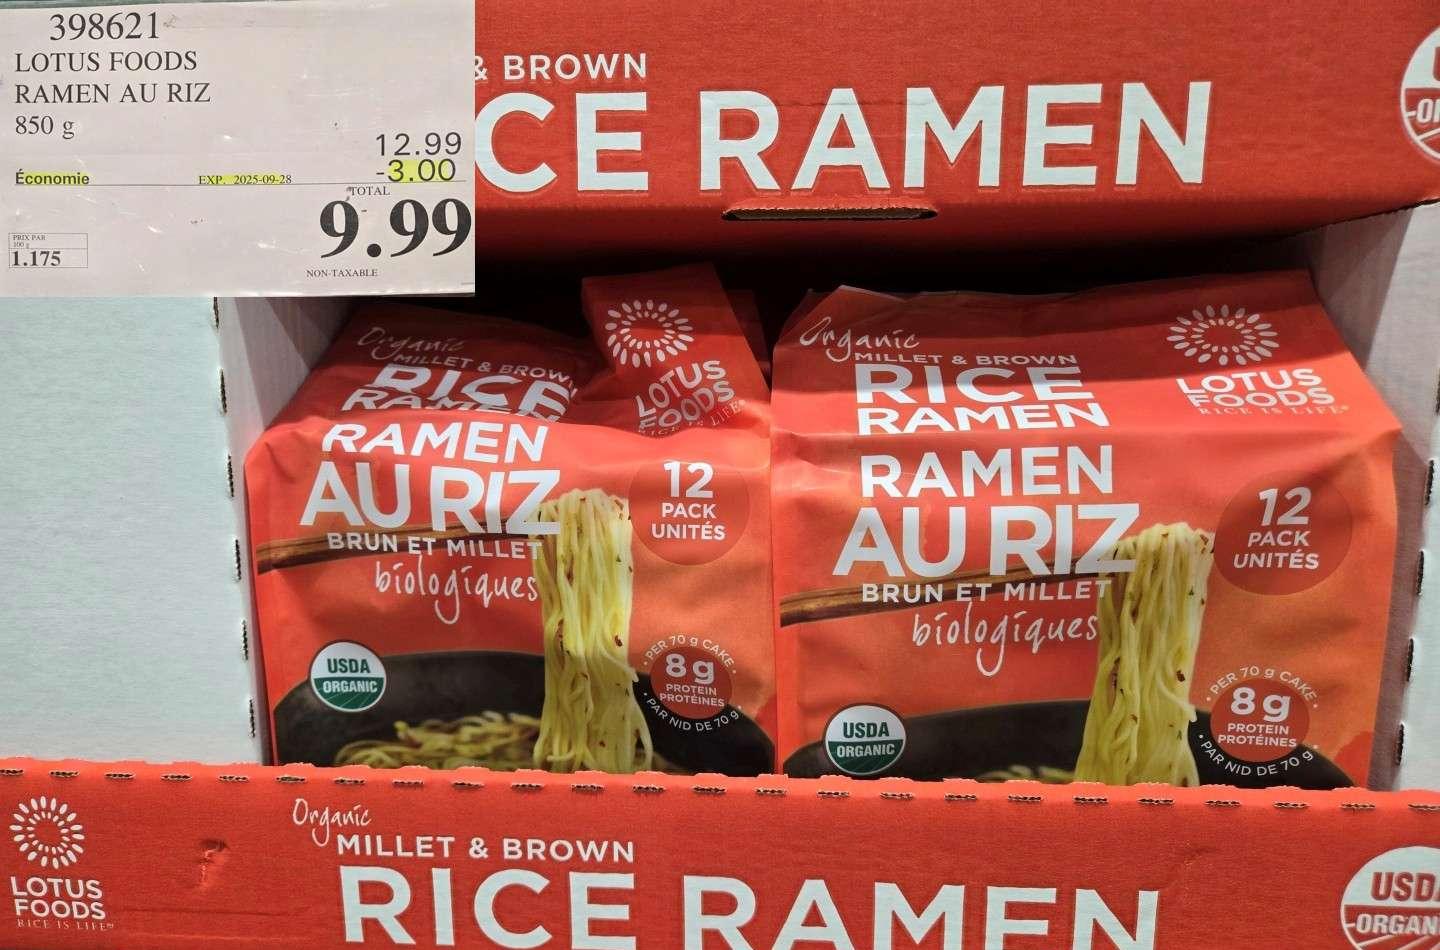 398621
LOTUS FOODS
RAMEN AU RIZ
850 g
12.99
Économie EXP. 2025-09-28 -3.00
TOTAL
9.99
PRIX PAR
100 g
1.175
NON-TAXABLE
& BROWN
CE RAMEN
Organic
MILLET & BROWN
RICE
RAMEN
LOTUS
FOODS
RICE IS LIFE
RAMEN
AU RIZ
BRUN ET MILLET
biologiques
12
PACK
UNITÉS
USDA
ORGANIC
PER 70 g CAKE
8 g
PROTEIN
PROTÉINES
PAR NID DE 70 g
Organic
MILLET & BROWN
RICE
RAMEN
LOTUS
FOODS
RICE IS LIFE®
RAMEN
AU RIZ
BRUN ET MILLET
biologiques
12
PACK
UNITÉS
USDA
ORGANIC
PER 70 g CAKE
8 g
PROTEIN
PROTÉINES
PAR NID DE 70 g
LOTUS
FOODS
RICE IS LIFE®
Organic
MILLET & BROWN
RICE RAMEN
USDA
ORGANI